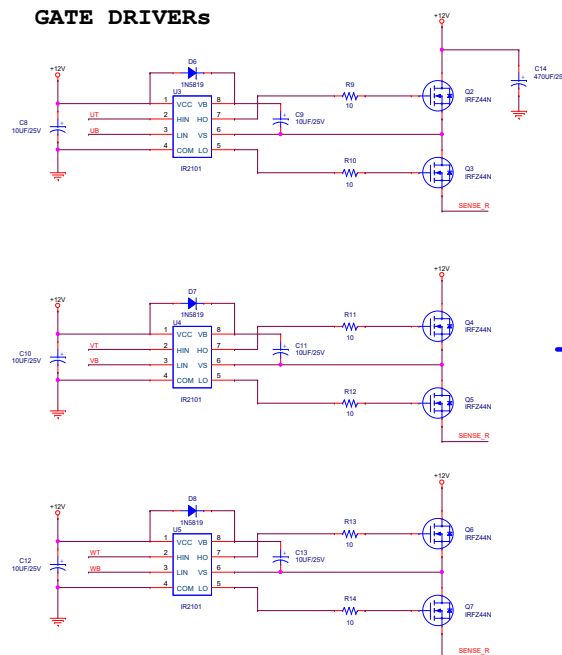 GATE DRIVERs
+12V
C14
470UF/25
+12V
D6
1N5819
U3
1 VCC VB 8
2 HIN HO 7
3 LIN VS 6
4 COM LO 5
IR2101
C8
10UF/25V
UT
UB
C9
10UF/25V
R9
10
R10
10
Q2
IRFZ44N
Q3
IRFZ44N
SENSE_R
+12V
+12V
D7
1N5819
U4
1 VCC VB 8
2 HIN HO 7
3 LIN VS 6
4 COM LO 5
IR2101
C10
10UF/25V
VT
VB
C11
10UF/25V
R11
10
R12
10
Q4
IRFZ44N
Q5
IRFZ44N
SENSE_R
+12V
+12V
D8
1N5819
U5
1 VCC VB 8
2 HIN HO 7
3 LIN VS 6
4 COM LO 5
IR2101
C12
10UF/25V
WT
WB
C13
10UF/25V
R13
10
R14
10
Q6
IRFZ44N
Q7
IRFZ44N
SENSE_R